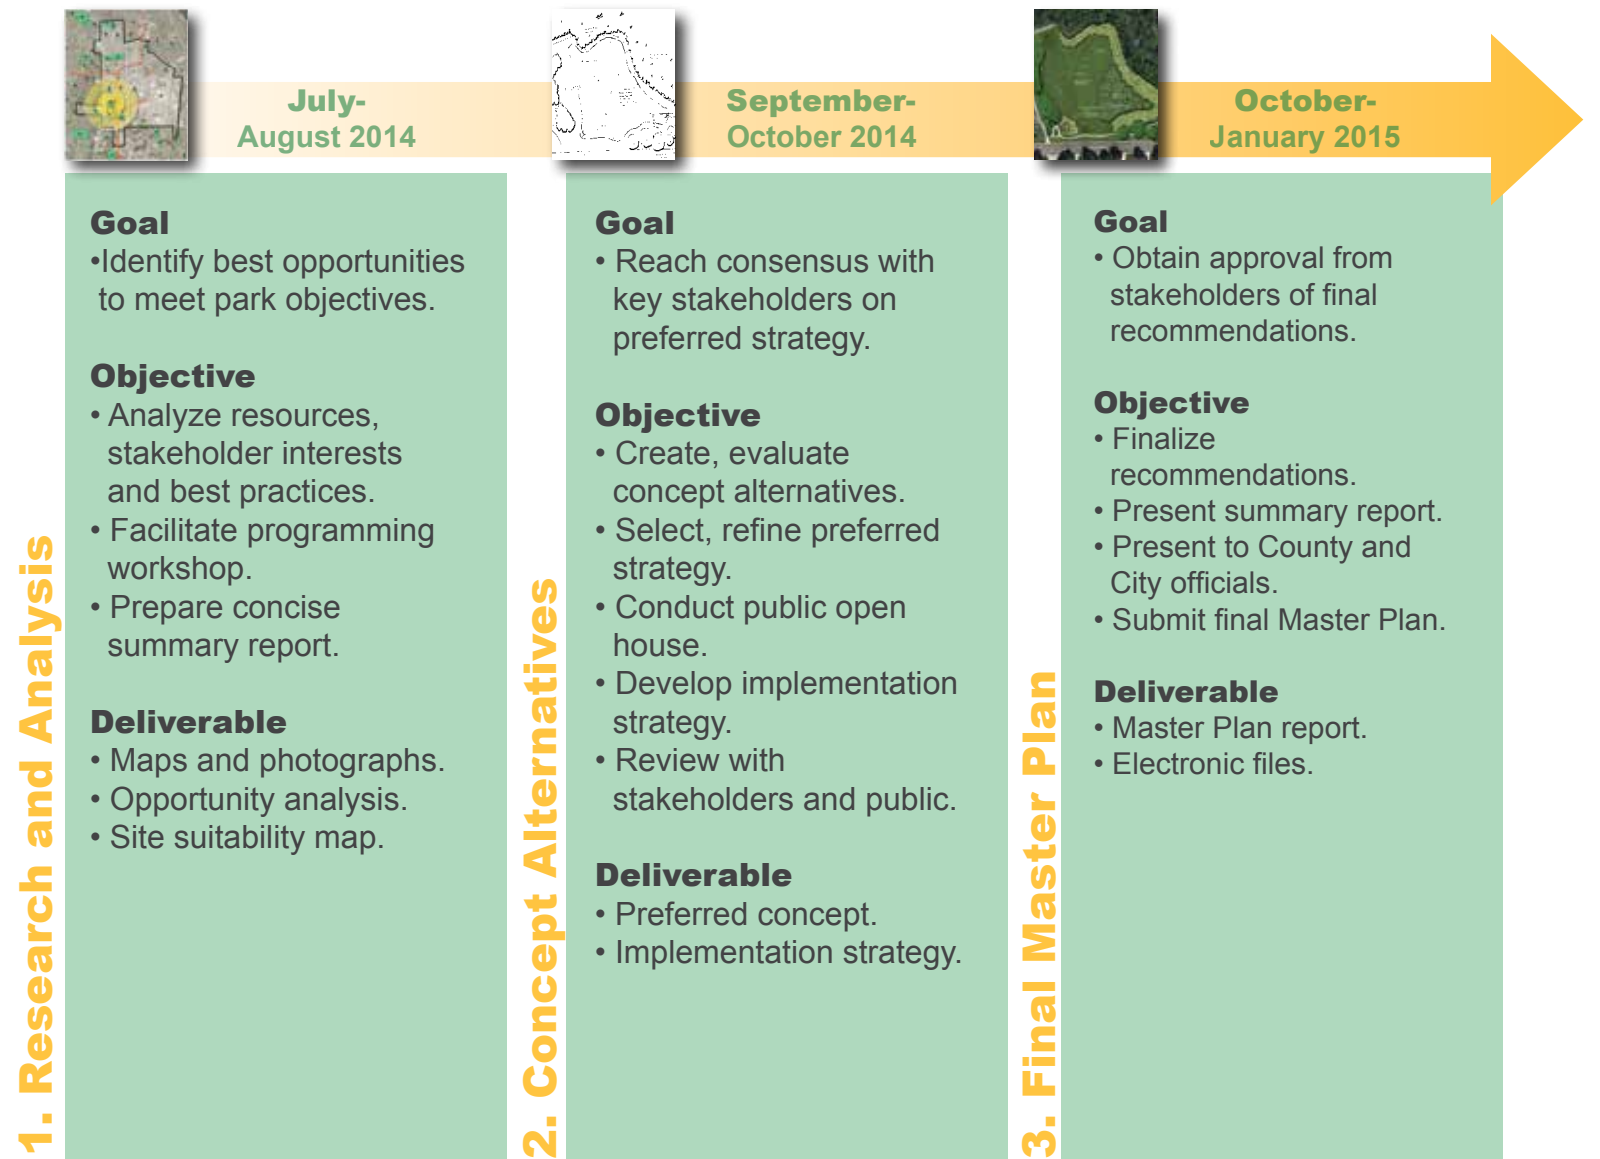 July-
August 2014
September-
October 2014
October-
January 2015
1. Research and Analysis
Goal
•Identify best opportunities
to meet park objectives.
Objective
• Analyze resources,
stakeholder interests
and best practices.
• Facilitate programming
workshop.
• Prepare concise
summary report.
Deliverable
• Maps and photographs.
• Opportunity analysis.
• Site suitability map.
2. Concept Alternatives
Goal
• Reach consensus with
key stakeholders on
preferred strategy.
Objective
• Create, evaluate
concept alternatives.
• Select, refine preferred
strategy.
• Conduct public open
house.
• Develop implementation
strategy.
• Review with
stakeholders and public.
Deliverable
• Preferred concept.
• Implementation strategy.
3. Final Master Plan
Goal
• Obtain approval from
stakeholders of final
recommendations.
Objective
• Finalize
recommendations.
• Present summary report.
• Present to County and
City officials.
• Submit final Master Plan.
Deliverable
• Master Plan report.
• Electronic files.